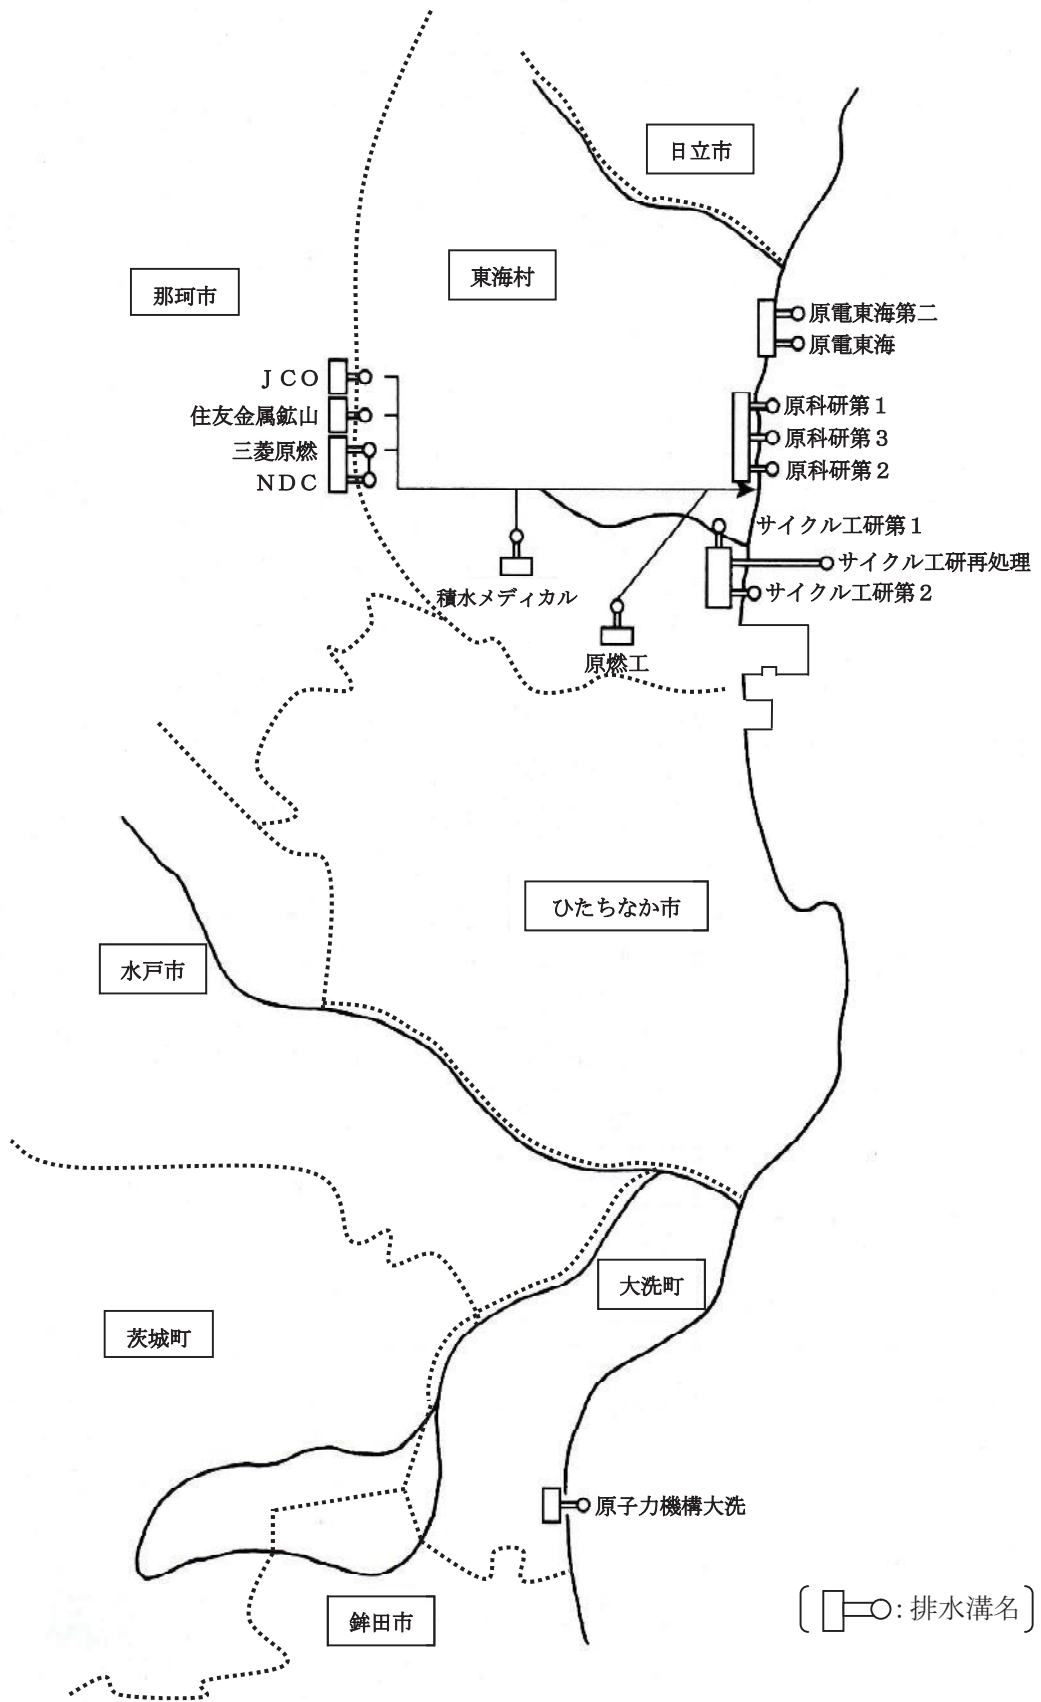 日立市
東海村
那珂市
原電東海第二
原電東海
ＪＣＯ
住友金属鉱山
三菱原燃
ＮＤＣ
原科研第１
原科研第３
原科研第２
サイクル工研第１
サイクル工研再処理
サイクル工研第２
積水メディカル
原燃工
ひたちなか市
水戸市
大洗町
茨城町
原子力機構大洗
鉾田市
：排水溝名